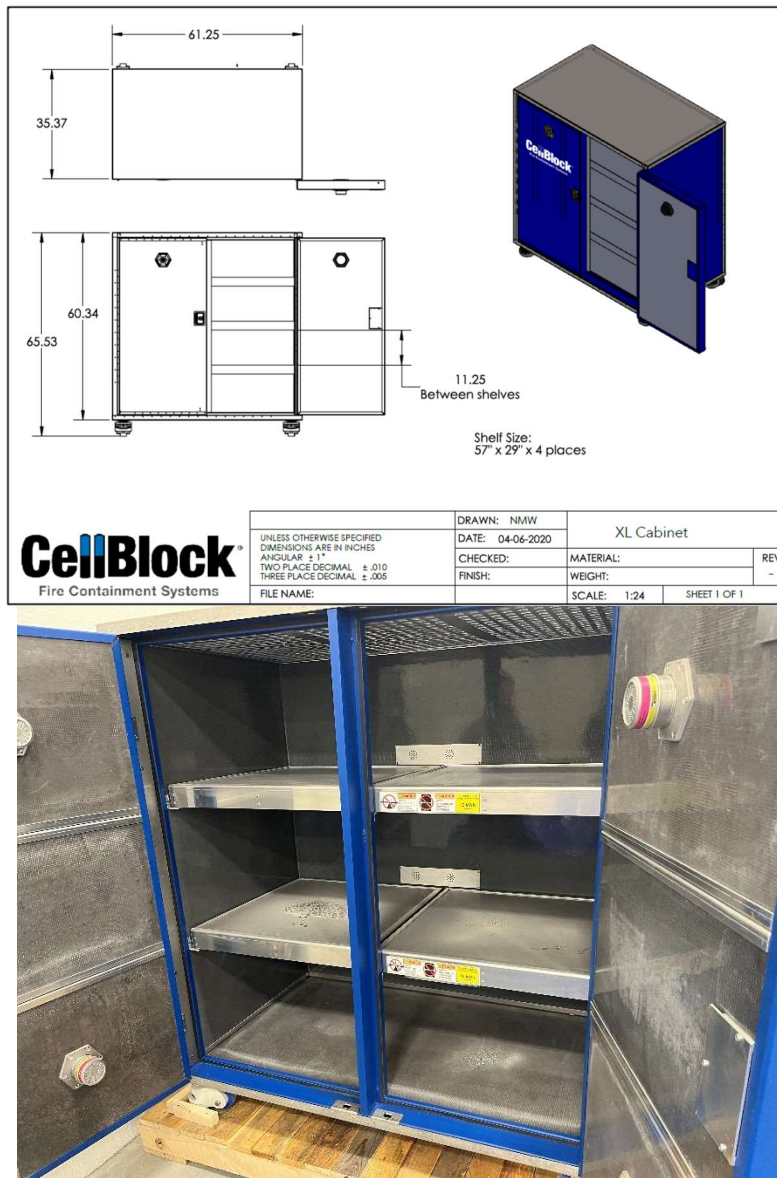 61.25
35.37
60.34
65.53
11.25
Between shelves
Shelf Size:
57" x 29" x 4 places
CellBlock
Fire Containment Systems
CellBlock®
Fire Containment Systems
UNLESS OTHERWISE SPECIFIED
DIMENSIONS ARE IN INCHES
ANGULAR ± 1°
TWO PLACE DECIMAL ± .010
THREE PLACE DECIMAL ± .005
FILE NAME:
DRAWN: NMW
DATE: 04-06-2020
CHECKED:
FINISH:
XL Cabinet
MATERIAL:
REV
-
WEIGHT:
SCALE: 1:24
SHEET 1 OF 1